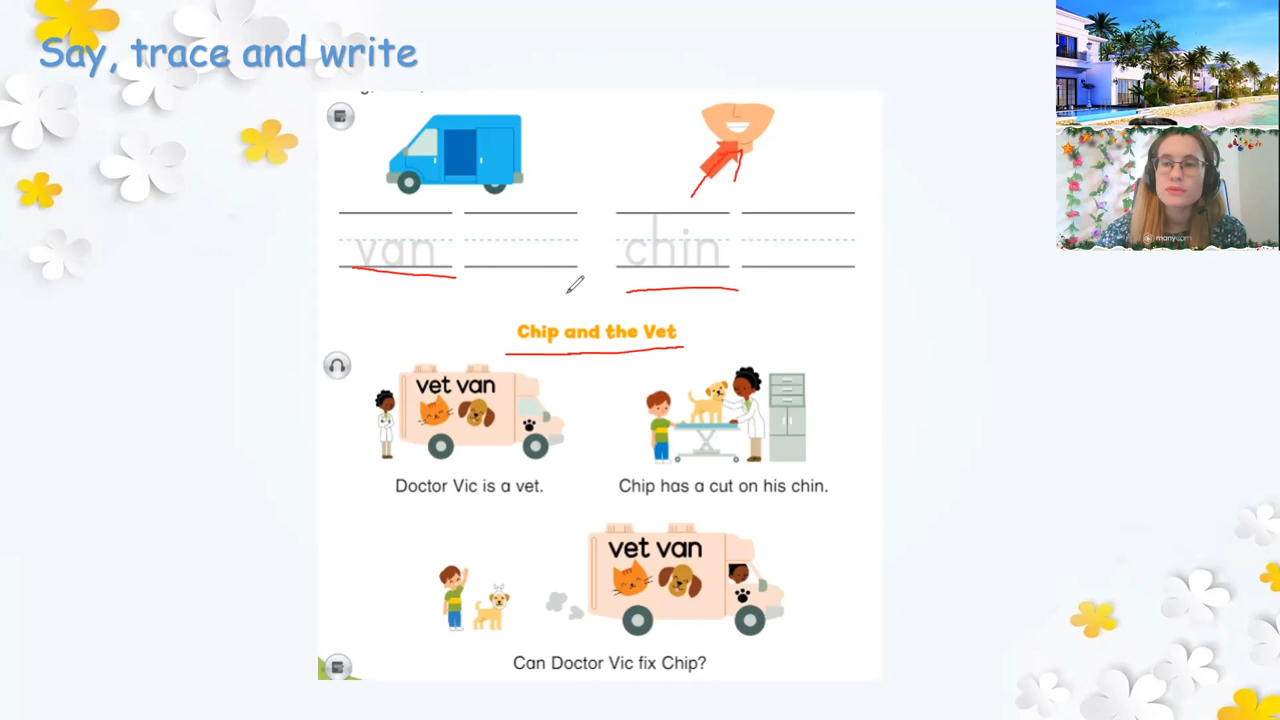 Say, trace and write
van
chin
Chip and the Vet
vet van
Doctor Vic is a vet.
Chip has a cut on his chin.
vet van
Can Doctor Vic fix Chip?
manycam